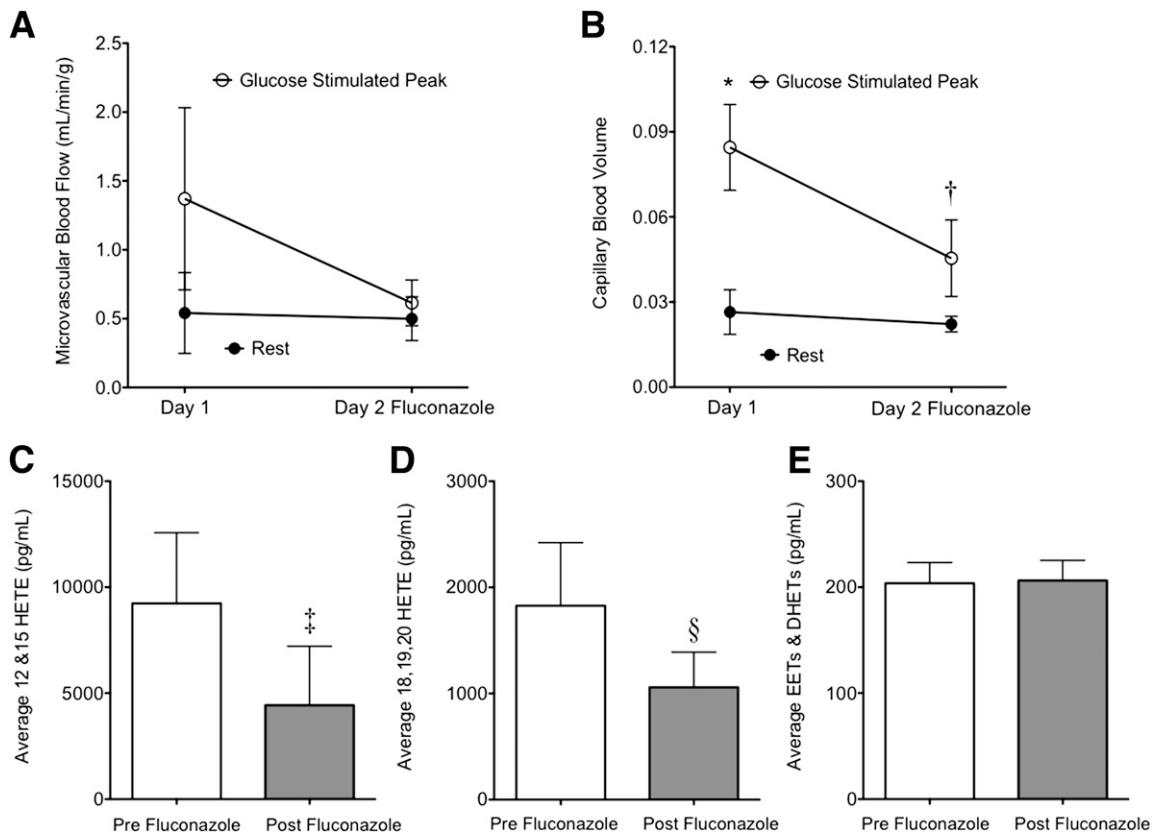 A
Microvascular Blood Flow (mL/min/g)
2.5
2.0
1.5
1.0
0.5
0.0
Glucose Stimulated Peak
Rest
Day 1
Day 2 Fluconazole
B
Capillary Blood Volume
0.12
0.09
0.06
0.03
0.00
* Glucose Stimulated Peak
†
Rest
Day 1
Day 2 Fluconazole
C
Average 12 &15 HETE (pg/mL)
15000
10000
5000
0
‡
Pre Fluconazole
Post Fluconazole
D
Average 18,19,20 HETE (pg/mL)
3000
2000
1000
0
§
Pre Fluconazole
Post Fluconazole
E
Average EETs & DHETs (pg/mL)
300
200
100
0
Pre Fluconazole
Post Fluconazole